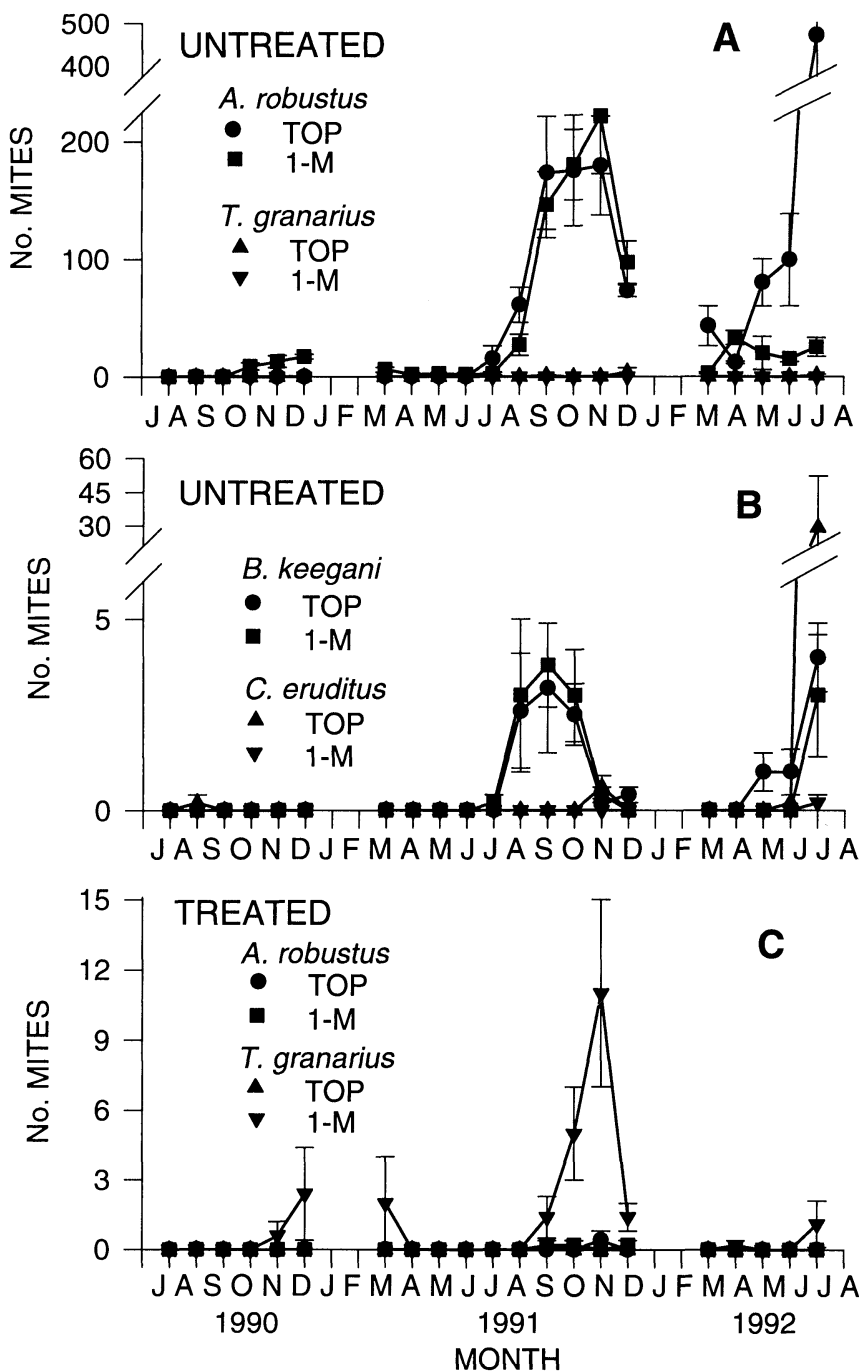 UNTREATED
A
500
400
200
100
0
No. MITES
A. robustus
TOP
1-M
T. granarius
TOP
1-M
J A S O N D J F M A M J J A S O N D J F M A M J J A
UNTREATED
B
60
45
30
5
0
No. MITES
B. keegani
TOP
1-M
C. eruditus
TOP
1-M
J A S O N D J F M A M J J A S O N D J F M A M J J A
TREATED
C
15
12
9
6
3
0
No. MITES
A. robustus
TOP
1-M
T. granarius
TOP
1-M
J A S O N D J F M A M J J A S O N D J F M A M J J A
1990 1991 1992
MONTH